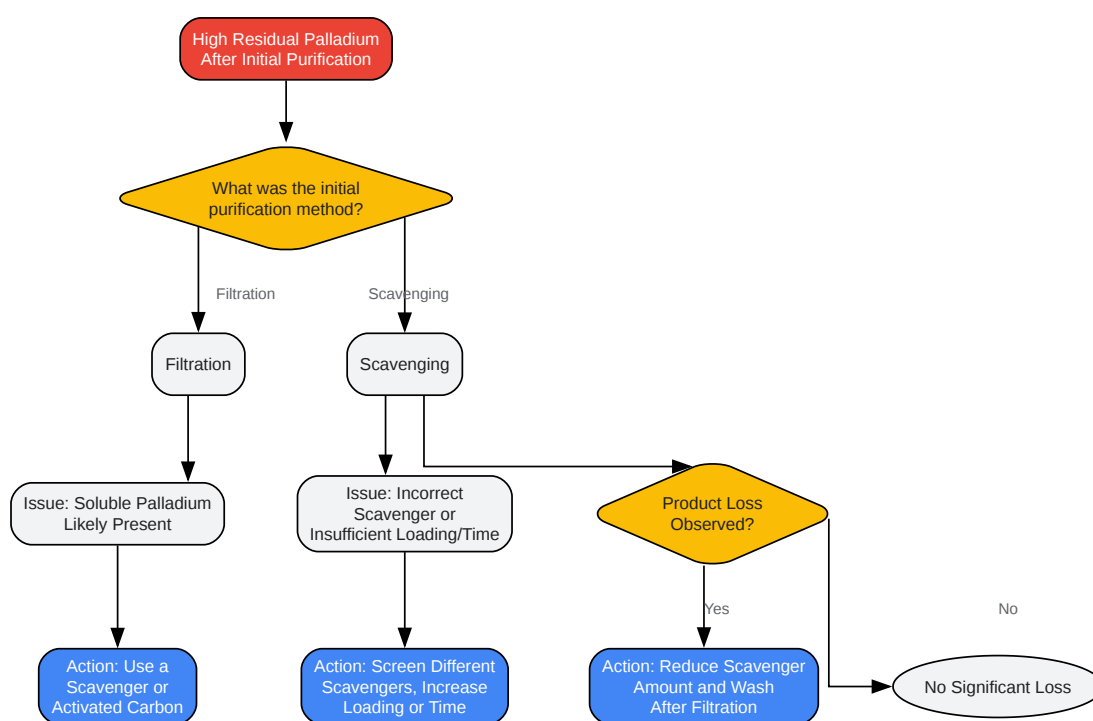 High Residual Palladium
After Initial Purification
What was the initial
purification method?
Filtration
Scavenging
Filtration
Scavenging
Issue: Soluble Palladium
Likely Present
Issue: Incorrect
Scavenger or
Insufficient Loading/Time
Product Loss
Observed?
Yes
No
Action: Use a
Scavenger or
Activated Carbon
Action: Screen Different
Scavengers, Increase
Loading or Time
Action: Reduce Scavenger
Amount and Wash
After Filtration
No Significant Loss